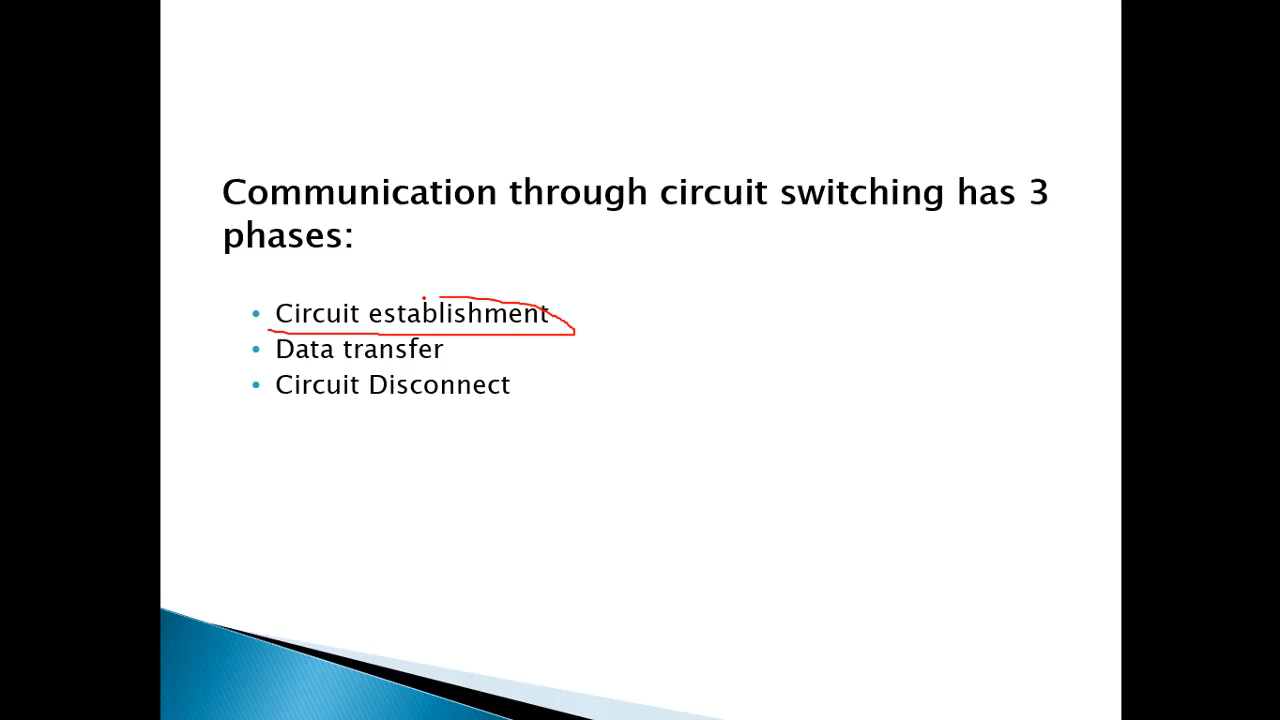 Communication through circuit switching has 3
phases:
• Circuit establishment
• Data transfer
• Circuit Disconnect